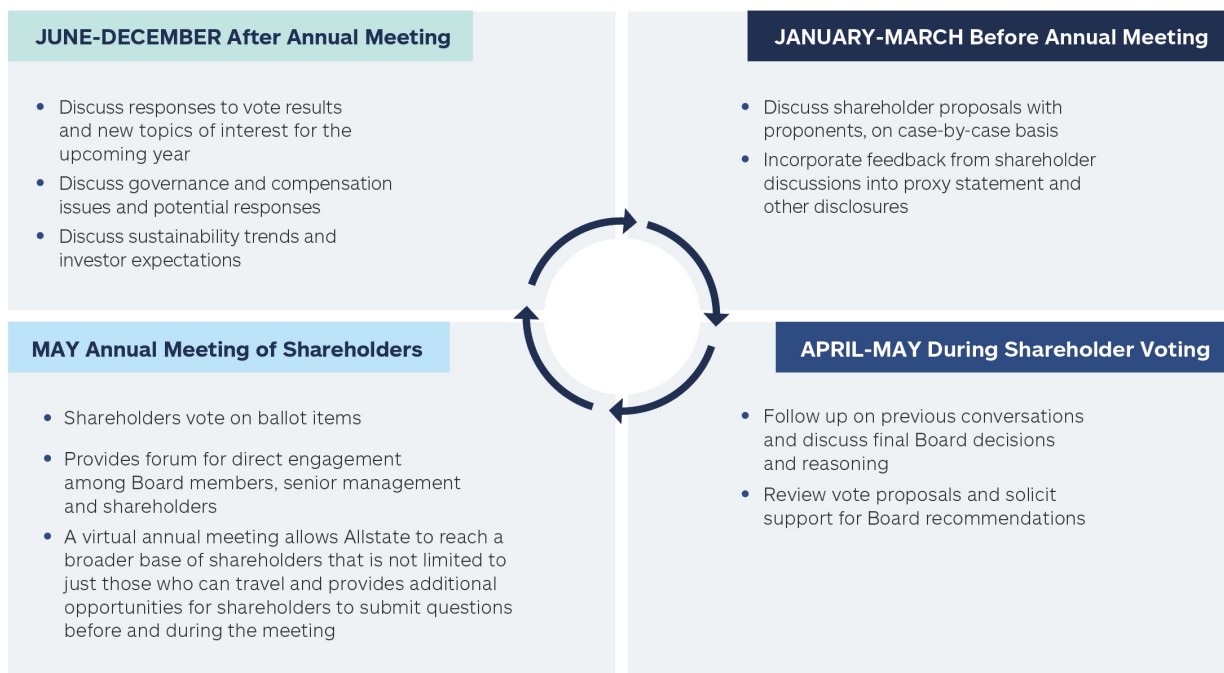 JUNE-DECEMBER After Annual Meeting
Discuss responses to vote results
and new topics of interest for the
upcoming year
Discuss governance and compensation
issues and potential responses
Discuss sustainability trends and
investor expectations
JANUARY-MARCH Before Annual Meeting
Discuss shareholder proposals with
proponents, on case-by-case basis
Incorporate feedback from shareholder
discussions into proxy statement and
other disclosures
MAY Annual Meeting of Shareholders
Shareholders vote on ballot items
Provides forum for direct engagement
among Board members, senior management
and shareholders
A virtual annual meeting allows Allstate to reach a
broader base of shareholders that is not limited to
just those who can travel and provides additional
opportunities for shareholders to submit questions
before and during the meeting
APRIL-MAY During Shareholder Voting
Follow up on previous conversations
and discuss final Board decisions
and reasoning
Review vote proposals and solicit
support for Board recommendations